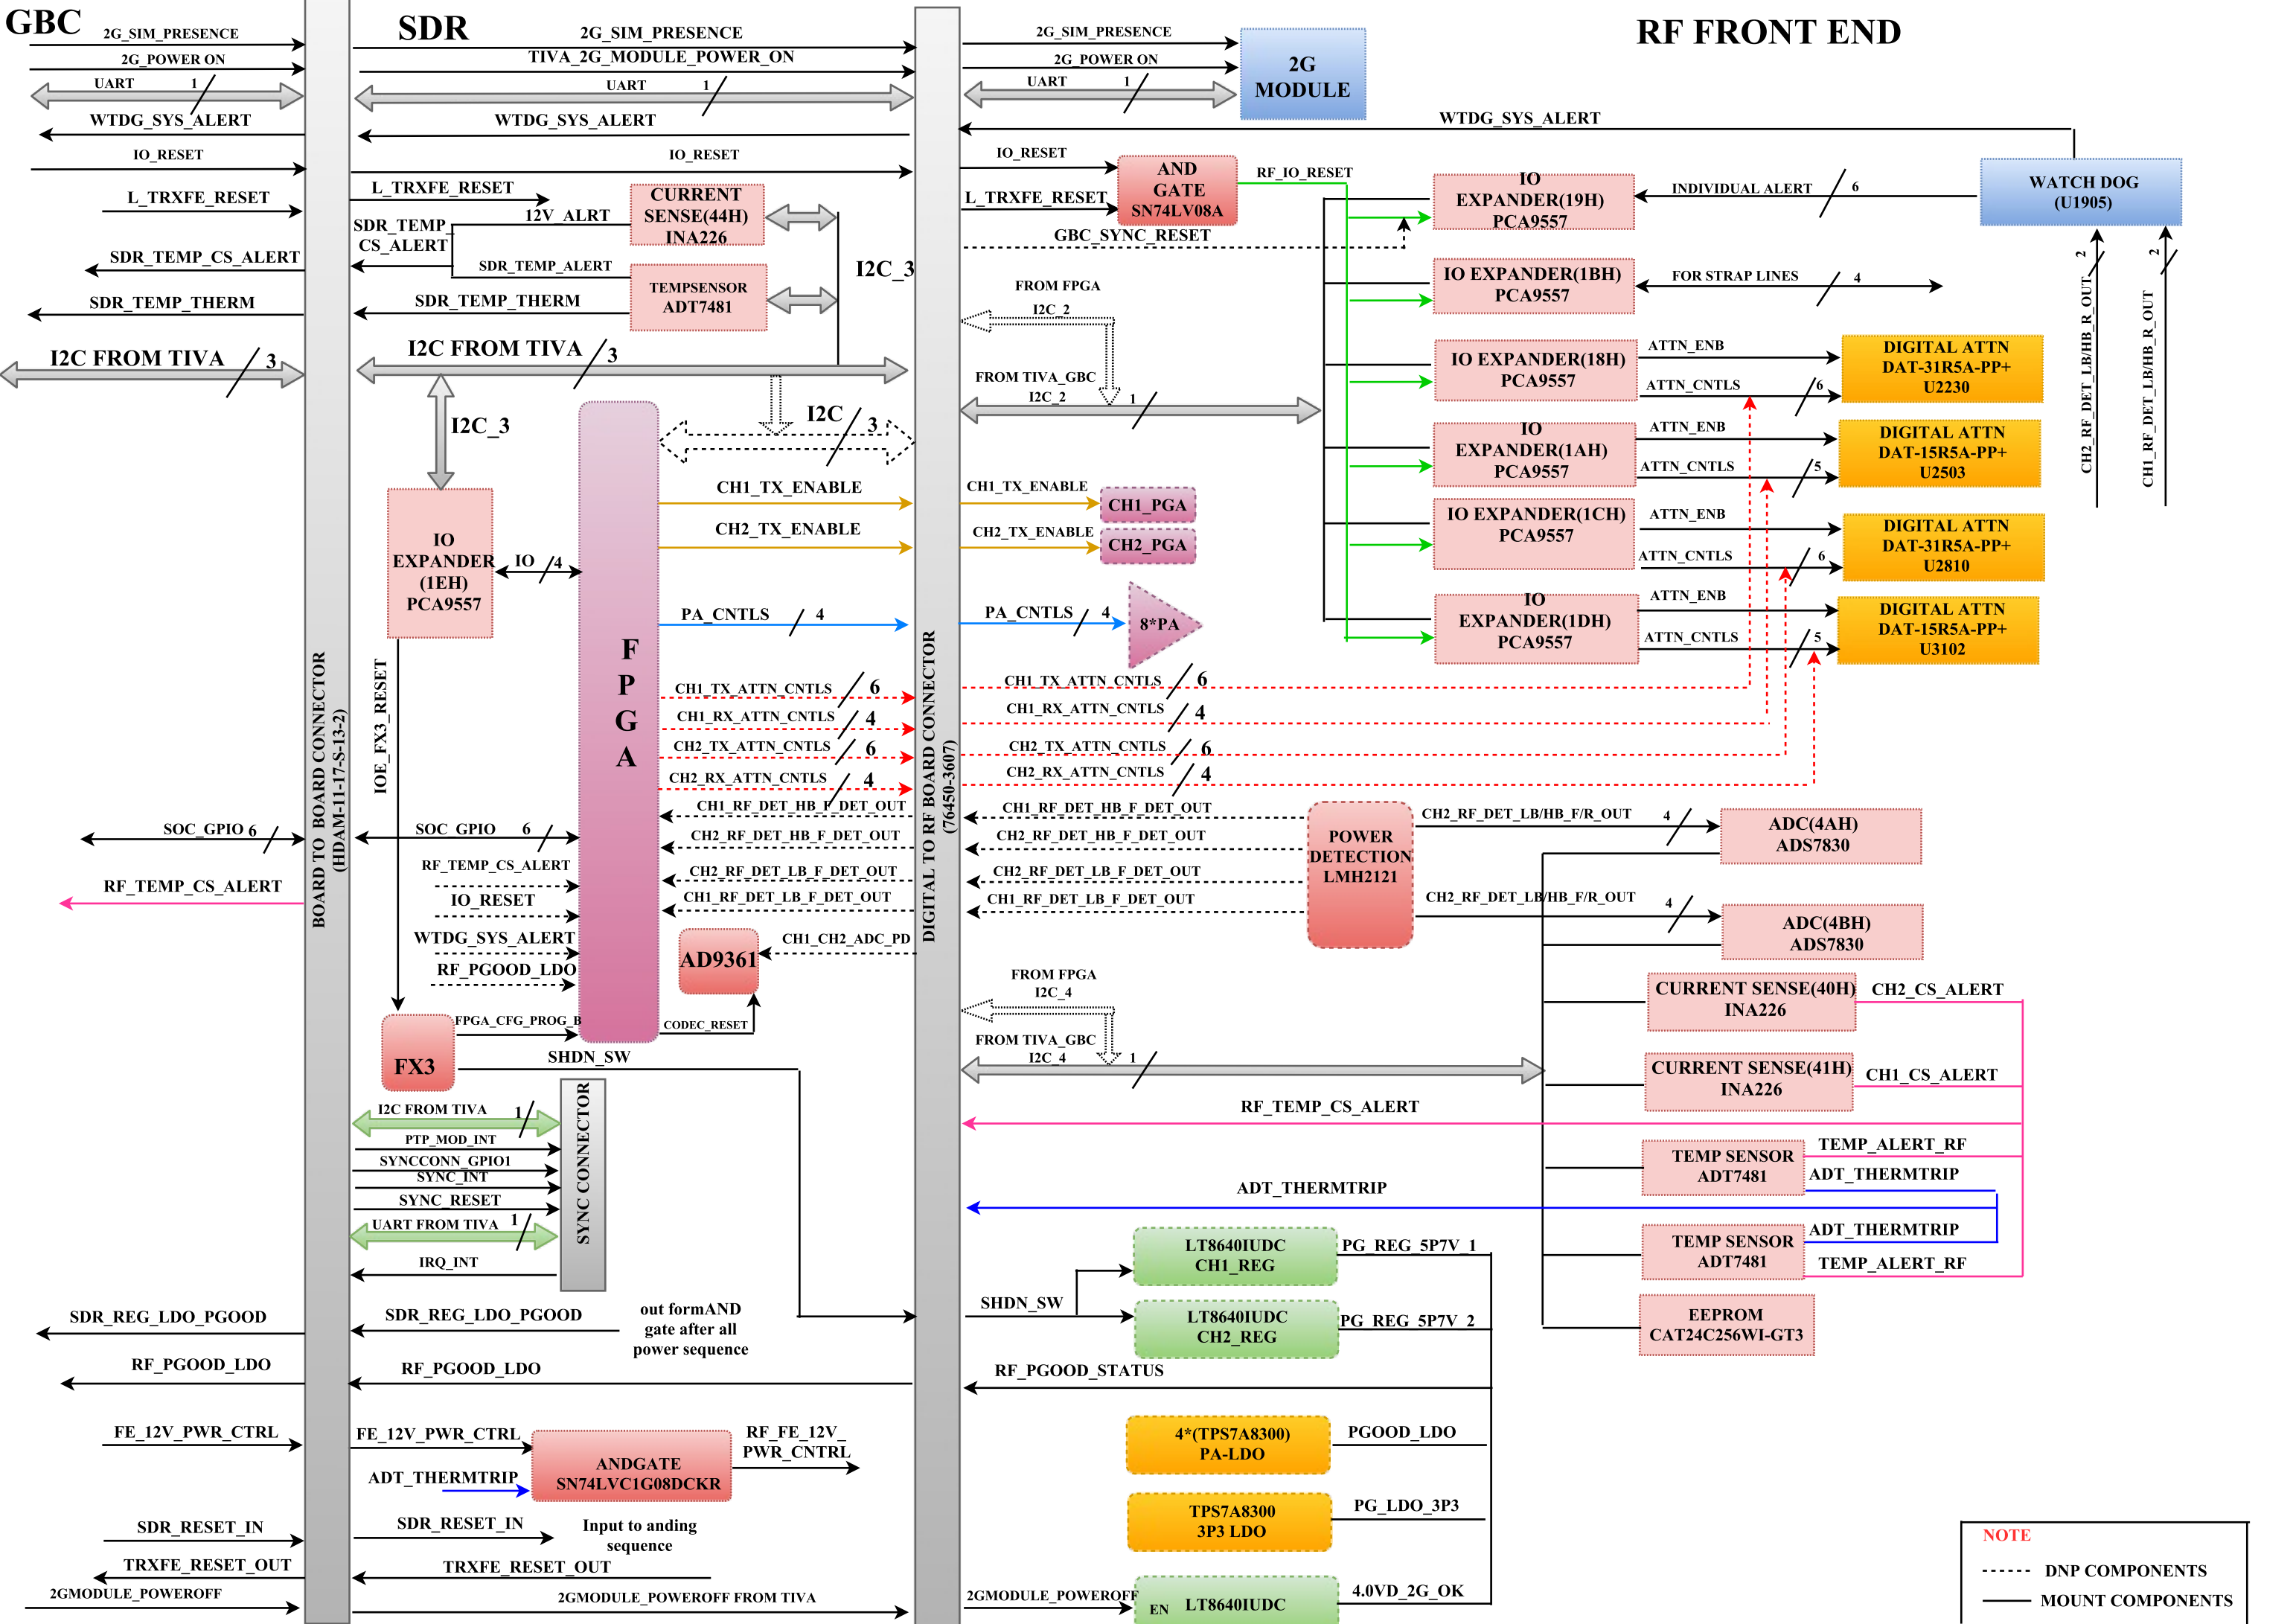 GBC
SDR
RF FRONT END
2G_SIM_PRESENCE
2G_POWER ON
UART
1
WTDG_SYS_ALERT
IO_RESET
L_TRXFE_RESET
SDR_TEMP_CS_ALERT
SDR_TEMP_THERM
I2C FROM TIVA
3
SOC_GPIO
6
RF_TEMP_CS_ALERT
SDR_REG_LDO_PGOOD
RF_PGOOD_LDO
FE_12V_PWR_CTRL
SDR_RESET_IN
TRXFE_RESET_OUT
2GMODULE_POWEROFF
BOARD TO BOARD CONNECTOR
(HDAM-11-17-S-13-2)
2G_SIM_PRESENCE
TIVA_2G_MODULE_POWER_ON
UART
1
WTDG_SYS_ALERT
IO_RESET
L_TRXFE_RESET
12V_ALRT
SDR_TEMP_
CS_ALERT
SDR_TEMP_ALERT
SDR_TEMP_THERM
CURRENT
SENSE(44H)
INA226
TEMPSENSOR
ADT7481
I2C_3
I2C FROM TIVA
3
I2C_3
I2C
3
IO
EXPANDER
(1EH)
PCA9557
IO
4
IOE_FX3_RESET
F
P
G
A
CH1_TX_ENABLE
CH2_TX_ENABLE
PA_CNTLS
4
CH1_TX_ATTN_CNTLS
6
CH1_RX_ATTN_CNTLS
4
CH2_TX_ATTN_CNTLS
6
CH2_RX_ATTN_CNTLS
4
CH1_RF_DET_HB_F_DET_OUT
CH2_RF_DET_HB_F_DET_OUT
CH2_RF_DET_LB_F_DET_OUT
CH1_RF_DET_LB_F_DET_OUT
SOC_GPIO
6
RF_TEMP_CS_ALERT
IO_RESET
WTDG_SYS_ALERT
RF_PGOOD_LDO
AD9361
CH1_CH2_ADC_PD
FX3
FPGA_CFG_PROG_B
CODEC_RESET
SHDN_SW
I2C FROM TIVA
1
PTP_MOD_INT
SYNCCONN_GPIO1
SYNC_INT
SYNC_RESET
UART FROM TIVA
1
IRQ_INT
SYNC CONNECTOR
SDR_REG_LDO_PGOOD
out formAND
gate after all
power sequence
RF_PGOOD_LDO
FE_12V_PWR_CTRL
ADT_THERMTRIP
ANDGATE
SN74LVC1G08DCKR
RF_FE_12V_
PWR_CNTRL
SDR_RESET_IN
Input to anding
sequence
TRXFE_RESET_OUT
2GMODULE_POWEROFF FROM TIVA
DIGITAL TO RF BOARD CONNECTOR
(76450-3607)
2G_SIM_PRESENCE
2G_POWER ON
UART
1
2G
MODULE
WTDG_SYS_ALERT
IO_RESET
L_TRXFE_RESET
AND
GATE
SN74LV08A
RF_IO_RESET
GBC_SYNC_RESET
FROM FPGA
I2C_2
FROM TIVA_GBC
I2C_2
1
IO
EXPANDER(19H)
PCA9557
INDIVIDUAL ALERT
6
WATCH DOG
(U1905)
CH2_RF_DET_LB/HB_R_OUT
2
CH1_RF_DET_LB/HB_R_OUT
2
IO EXPANDER(1BH)
PCA9557
FOR STRAP LINES
4
IO EXPANDER(18H)
PCA9557
ATTN_ENB
ATTN_CNTLS
6
DIGITAL ATTN
DAT-31R5A-PP+
U2230
IO
EXPANDER(1AH)
PCA9557
ATTN_ENB
ATTN_CNTLS
5
DIGITAL ATTN
DAT-15R5A-PP+
U2503
IO EXPANDER(1CH)
PCA9557
ATTN_ENB
ATTN_CNTLS
6
DIGITAL ATTN
DAT-31R5A-PP+
U2810
IO
EXPANDER(1DH)
PCA9557
ATTN_ENB
ATTN_CNTLS
5
DIGITAL ATTN
DAT-15R5A-PP+
U3102
CH1_TX_ENABLE
CH1_PGA
CH2_TX_ENABLE
CH2_PGA
PA_CNTLS
4
8*PA
CH1_TX_ATTN_CNTLS
6
CH1_RX_ATTN_CNTLS
4
CH2_TX_ATTN_CNTLS
6
CH2_RX_ATTN_CNTLS
4
CH1_RF_DET_HB_F_DET_OUT
CH2_RF_DET_HB_F_DET_OUT
CH2_RF_DET_LB_F_DET_OUT
CH1_RF_DET_LB_F_DET_OUT
POWER
DETECTION
LMH2121
CH2_RF_DET_LB/HB_F/R_OUT
4
ADC(4AH)
ADS7830
CH2_RF_DET_LB/HB_F/R_OUT
4
ADC(4BH)
ADS7830
FROM FPGA
I2C_4
FROM TIVA_GBC
I2C_4
1
CURRENT SENSE(40H)
INA226
CH2_CS_ALERT
CURRENT SENSE(41H)
INA226
CH1_CS_ALERT
RF_TEMP_CS_ALERT
TEMP SENSOR
ADT7481
TEMP_ALERT_RF
ADT_THERMTRIP
ADT_THERMTRIP
TEMP SENSOR
ADT7481
ADT_THERMTRIP
TEMP_ALERT_RF
EEPROM
CAT24C256WI-GT3
SHDN_SW
LT8640IUDC
CH1_REG
PG_REG_5P7V_1
LT8640IUDC
CH2_REG
PG_REG_5P7V_2
RF_PGOOD_STATUS
4*(TPS7A8300)
PA-LDO
PGOOD_LDO
TPS7A8300
3P3 LDO
PG_LDO_3P3
2GMODULE_POWEROFF
EN
LT8640IUDC
4.0VD_2G_OK
NOTE
DNP COMPONENTS
MOUNT COMPONENTS